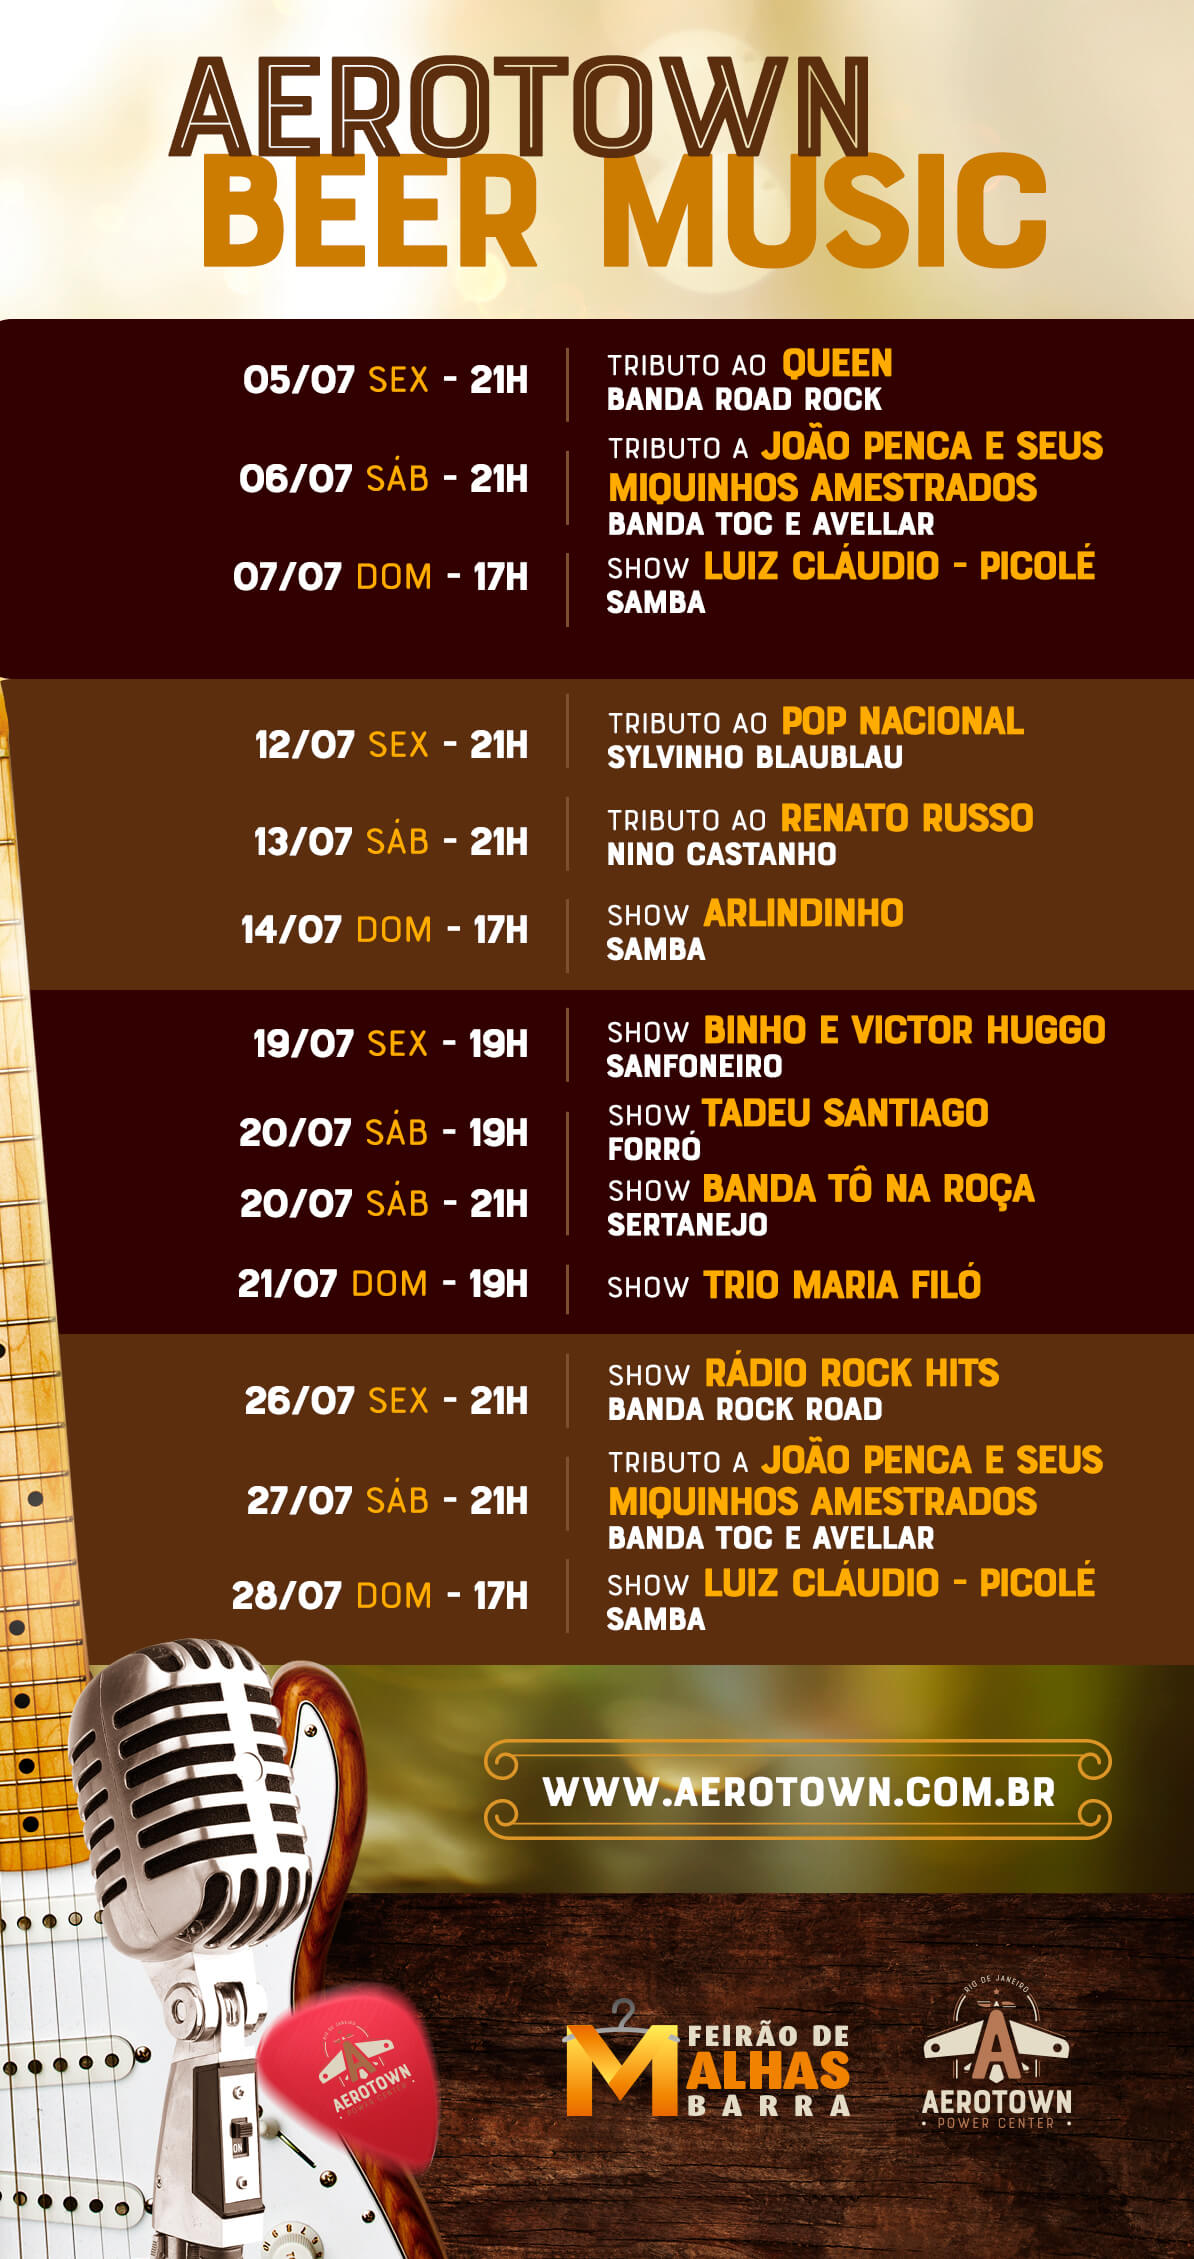 AEROTOWN
BEER MUSIC
05/07 SEX - 21H
TRIBUTO AO QUEEN
BANDA ROAD ROCK
06/07 SÁB - 21H
TRIBUTO A JOÃO PENCA E SEUS
MIQUINHOS AMESTRADOS
BANDA TOC E AVELLAR
07/07 DOM - 17H
SHOW LUIZ CLÁUDIO - PICOLÉ
SAMBA
12/07 SEX - 21H
TRIBUTO AO POP NACIONAL
SYLVINHO BLAUBLAU
13/07 SÁB - 21H
TRIBUTO AO RENATO RUSSO
NINO CASTANHO
14/07 DOM - 17H
SHOW ARLINDINHO
SAMBA
19/07 SEX - 19H
SHOW BINHO E VICTOR HUGGO
SANFONEIRO
20/07 SÁB - 19H
SHOW TADEU SANTIAGO
FORRÓ
20/07 SÁB - 21H
SHOW BANDA TÔ NA ROÇA
SERTANEJO
21/07 DOM - 19H
SHOW TRIO MARIA FILÓ
26/07 SEX - 21H
SHOW RÁDIO ROCK HITS
BANDA ROCK ROAD
27/07 SÁB - 21H
TRIBUTO A JOÃO PENCA E SEUS
MIQUINHOS AMESTRADOS
BANDA TOC E AVELLAR
28/07 DOM - 17H
SHOW LUIZ CLÁUDIO - PICOLÉ
SAMBA
WWW.AEROTOWN.COM.BR
FEIRÃO DE
MALHAS
BARRA
RIO DE JANEIRO
A
AEROTOWN
• POWER CENTER •
RIO DE JANEIRO
A
AEROTOWN
• POWER CENTER •
ON